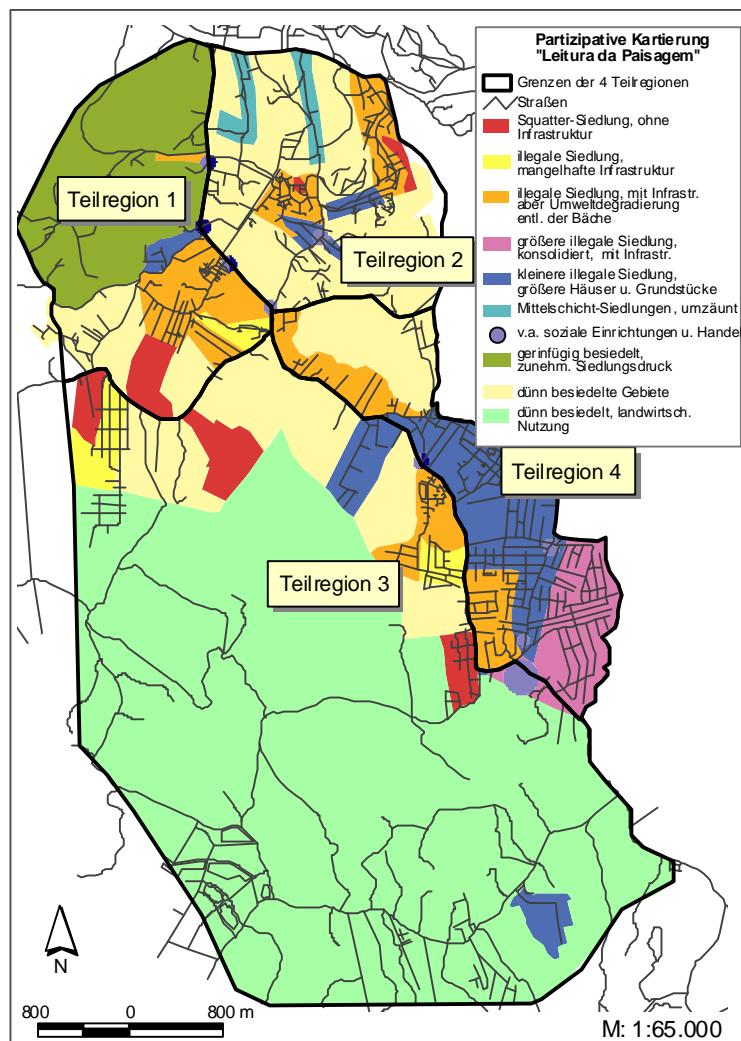 Partizipative Kartierung
"Leitura da Paisagem"
Grenzen der 4 Teilregionen
Straßen
Squatter-Siedlung, ohne
Infrastruktur
illegale Siedlung,
mangelhafte Infrastruktur
illegale Siedlung, mit Infrastr.
aber Umweltdegradierung
entl. der Bäche
größere illegale Siedlung,
konsolidiert, mit Infrastr.
kleinere illegale Siedlung,
größere Häuser u. Grundstücke
Mittelschicht-Siedlungen, umzäunt
v.a. soziale Einrichtungen u. Handel
gerinfügig besiedelt,
zunehm. Siedlungsdruck
dünn besiedelte Gebiete
dünn besiedelt, landwirtsch.
Nutzung
Teilregion 1
Teilregion 2
Teilregion 4
Teilregion 3
N
800 0 800 m
M: 1:65.000